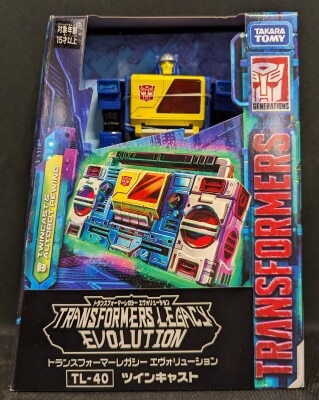 対象年齢
15才以上
TAKARA
TOMY
GENERATIONS
TRANSFORMERS
TWINCAST &
AUTOBOT REWIND
トランスフォーマーレガシー エヴォリューション
TRANSFORMERS LEGACY
EVOLUTION
トランスフォーマーレガシー エヴォリューション
TL-40 ツインキャスト